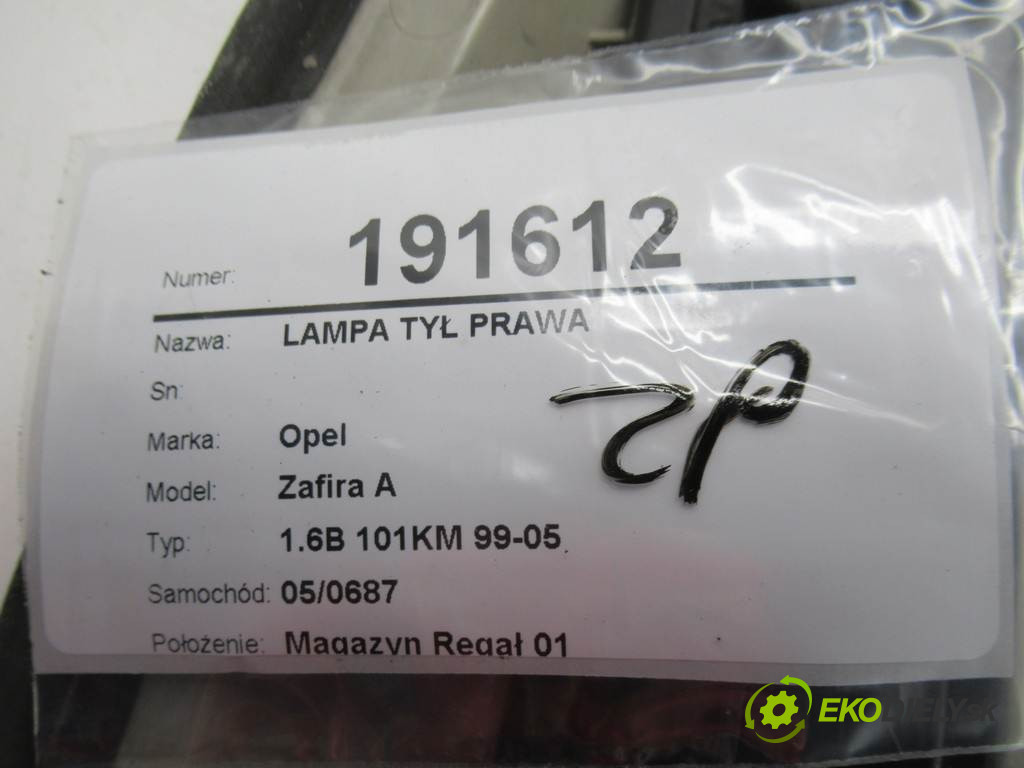 Numer: 191612
Nazwa: LAMPA TYŁ PRAWA
Sn:
Marka: Opel
Model: Zafira A
Typ: 1.6B 101KM 99-05
Samochód: 05/0687
Położenie: Magazyn Regał 01
EKODIELY.sk